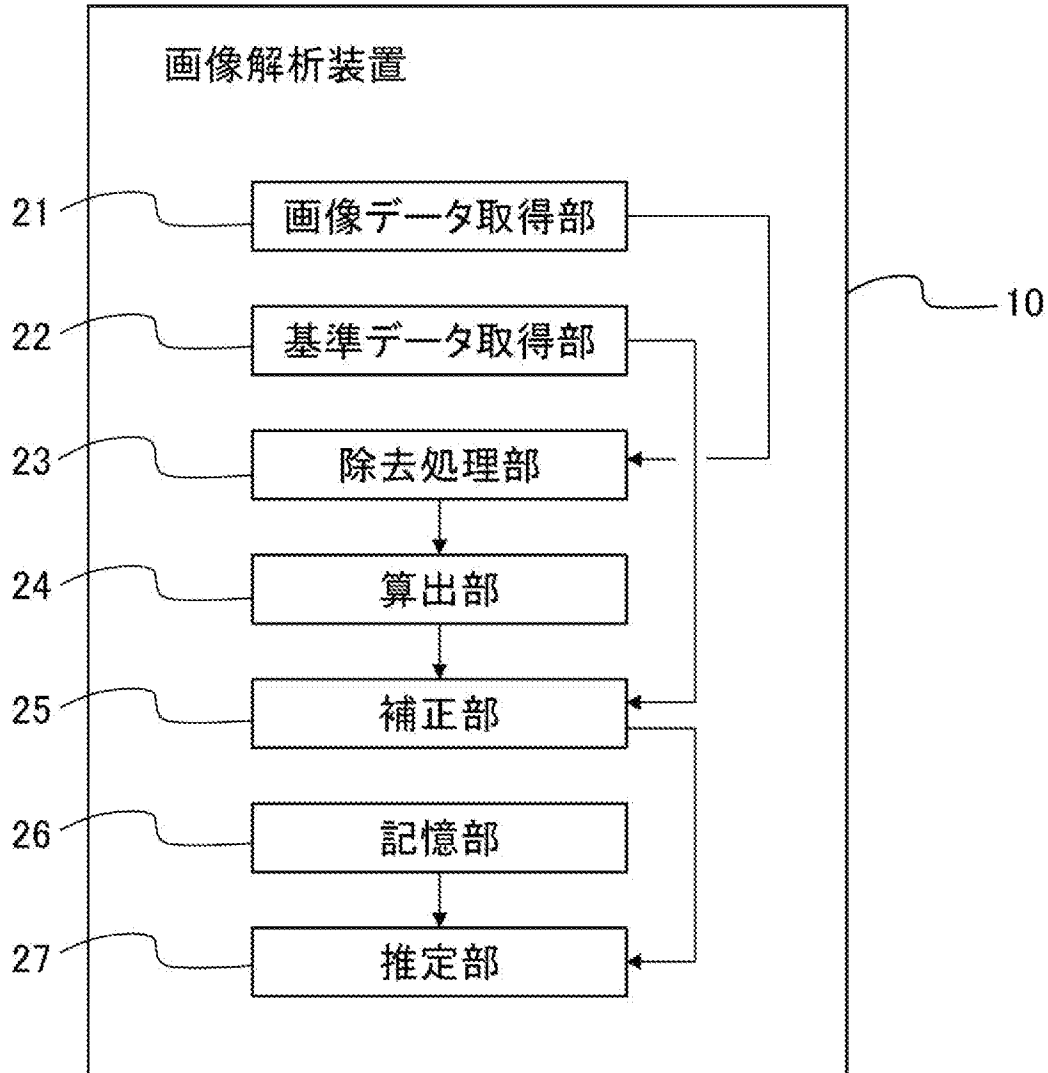 画像解析装置
21
画像データ取得部
10
22
基準データ取得部
23
除去処理部
24
算出部
25
補正部
26
記憶部
27
推定部